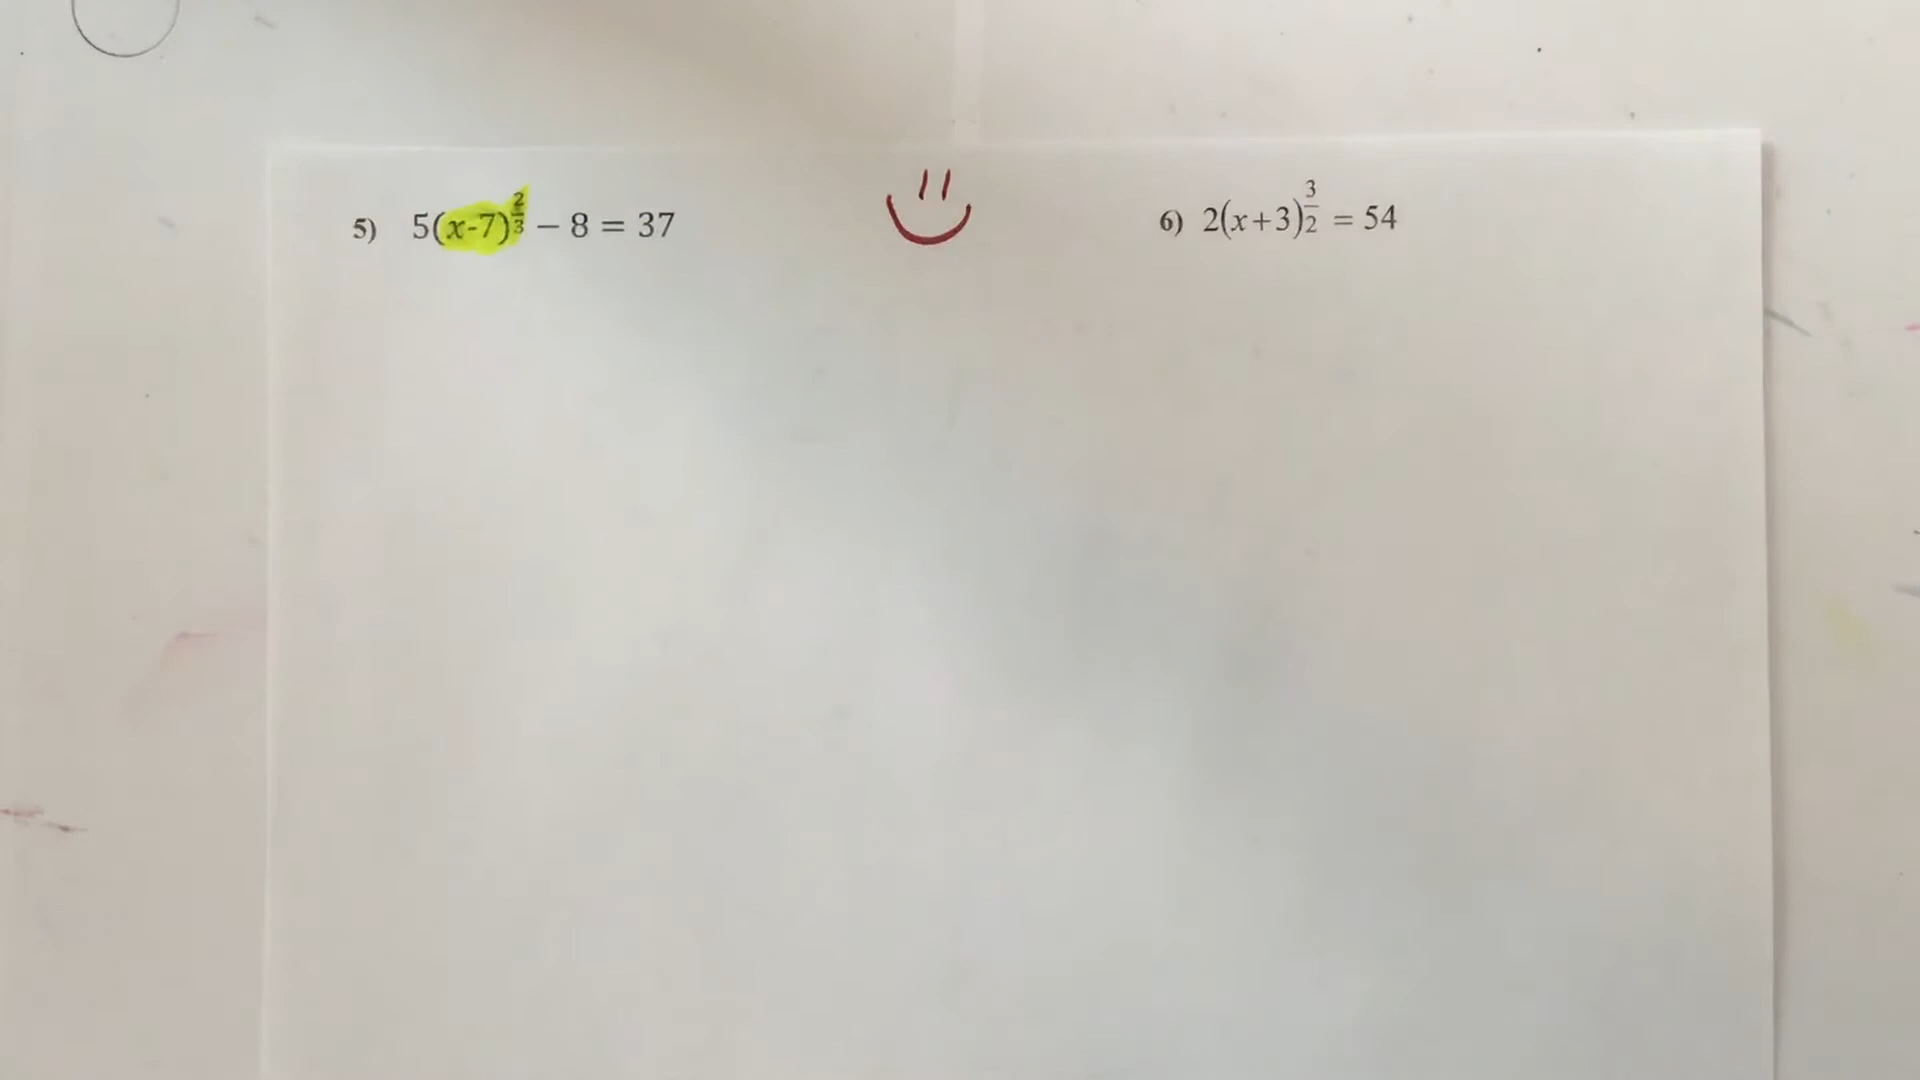 5) 5(x-7)^(2/3) – 8 = 37
6) 2(x+3)^(3/2) = 54